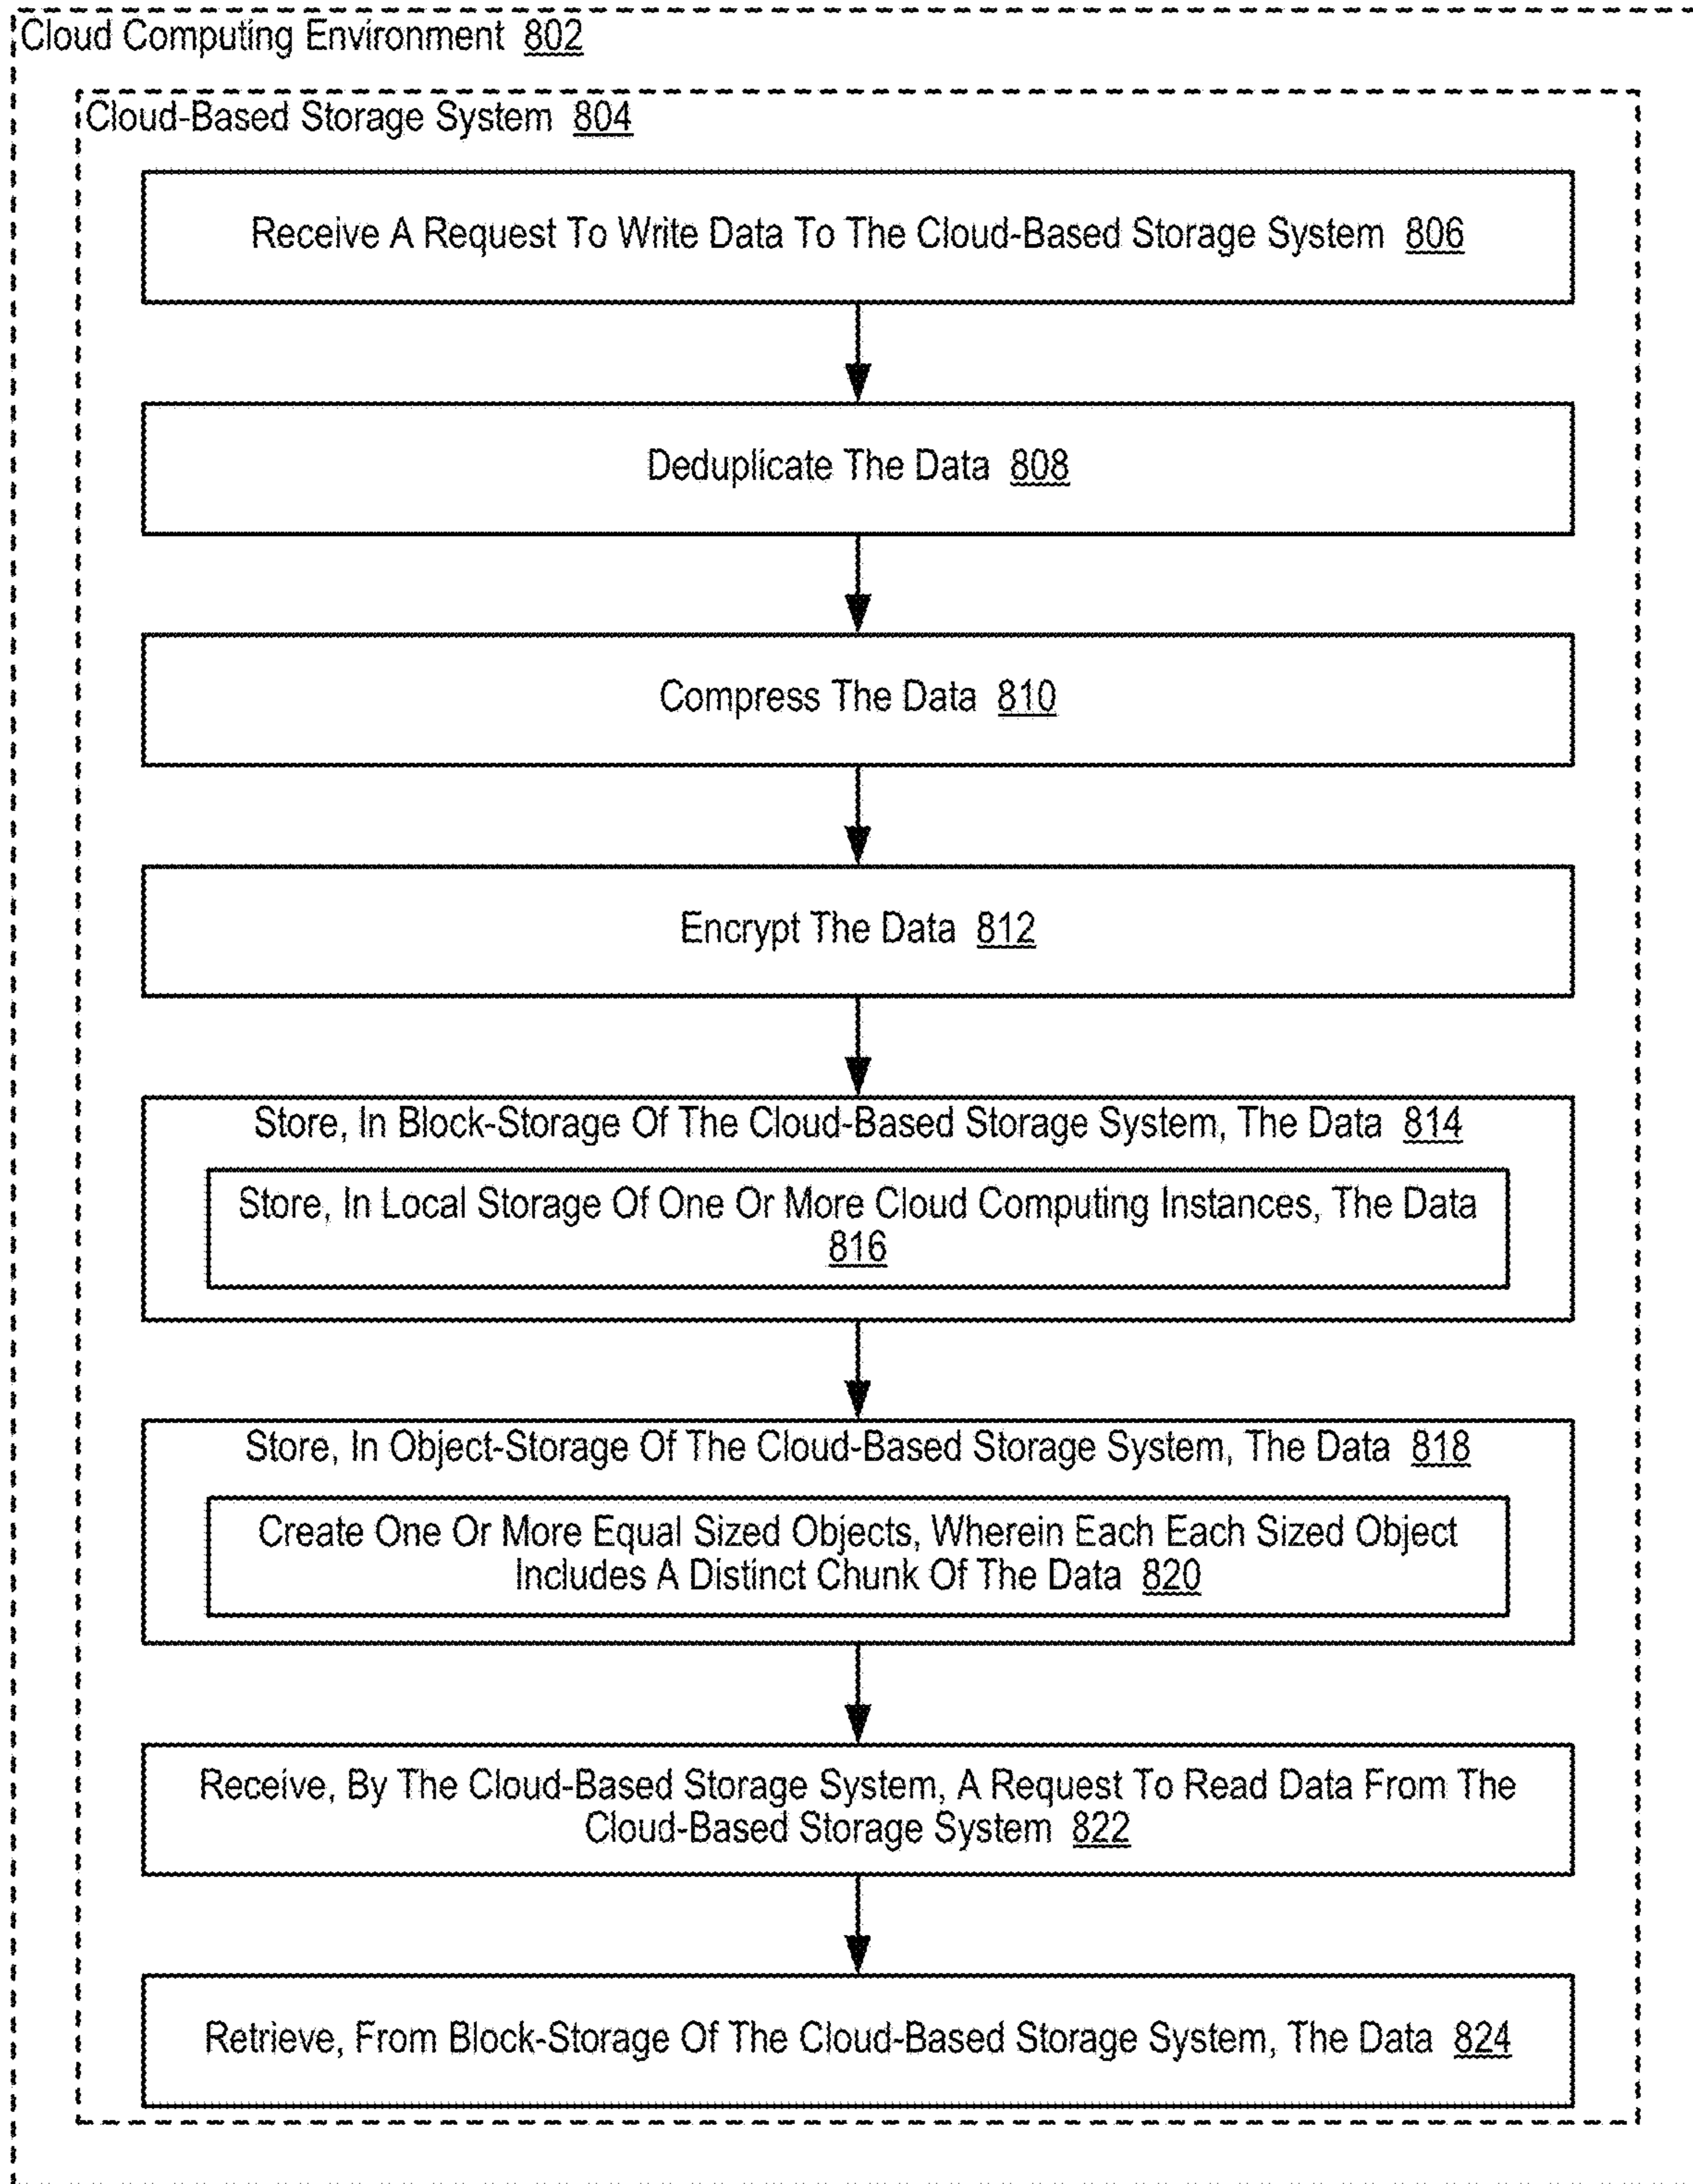 Cloud Computing Environment 802
Cloud-Based Storage System 804
Receive A Request To Write Data To The Cloud-Based Storage System 806
Deduplicate The Data 808
Compress The Data 810
Encrypt The Data 812
Store, In Block-Storage Of The Cloud-Based Storage System, The Data 814
Store, In Local Storage Of One Or More Cloud Computing Instances, The Data
816
Store, In Object-Storage Of The Cloud-Based Storage System, The Data 818
Create One Or More Equal Sized Objects, Wherein Each Each Sized Object
Includes A Distinct Chunk Of The Data 820
Receive, By The Cloud-Based Storage System, A Request To Read Data From The
Cloud-Based Storage System 822
Retrieve, From Block-Storage Of The Cloud-Based Storage System, The Data 824